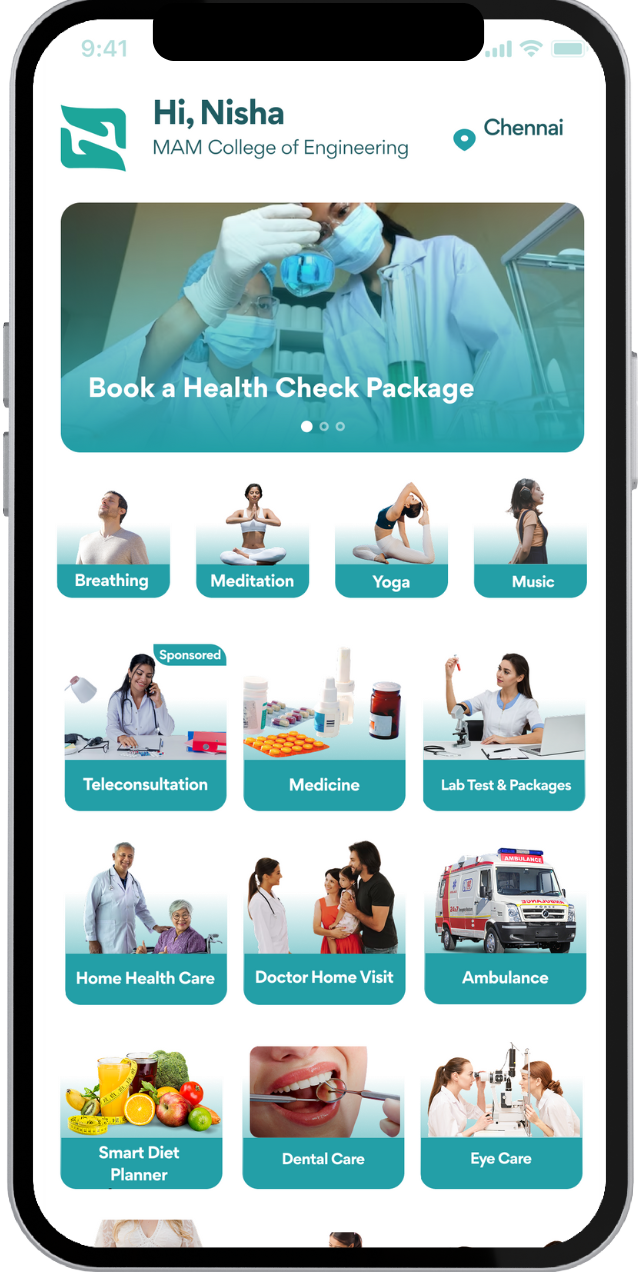 9:41
Hi, Nisha
MAM College of Engineering
Chennai
Book a Health Check Package
Breathing
Meditation
Yoga
Music
Sponsored
Teleconsultation
Medicine
Lab Test & Packages
Home Health Care
Doctor Home Visit
AMBULANCE
24x7
Ambulance
Smart Diet
Planner
Dental Care
Eye Care